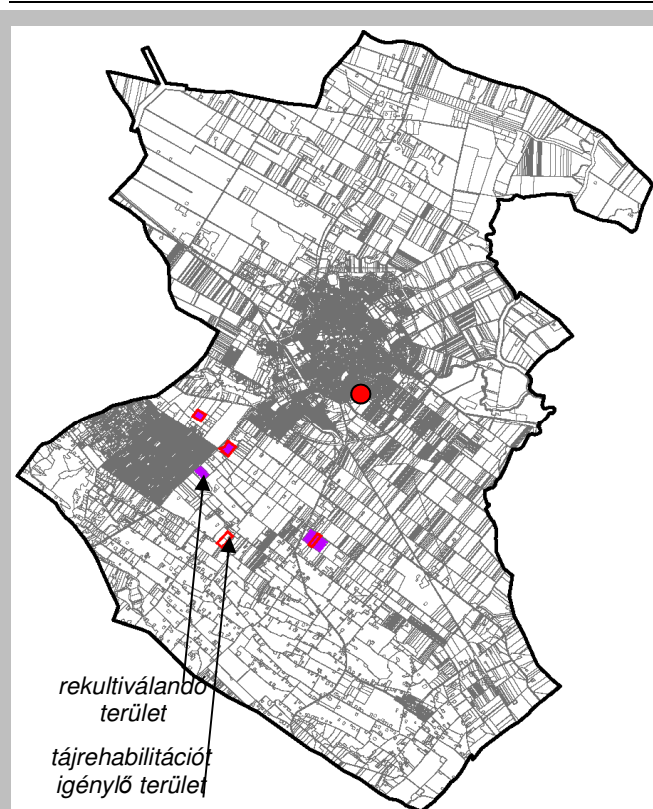 rekultiválandó
terület
tájrehabilitációt
igénylő terület